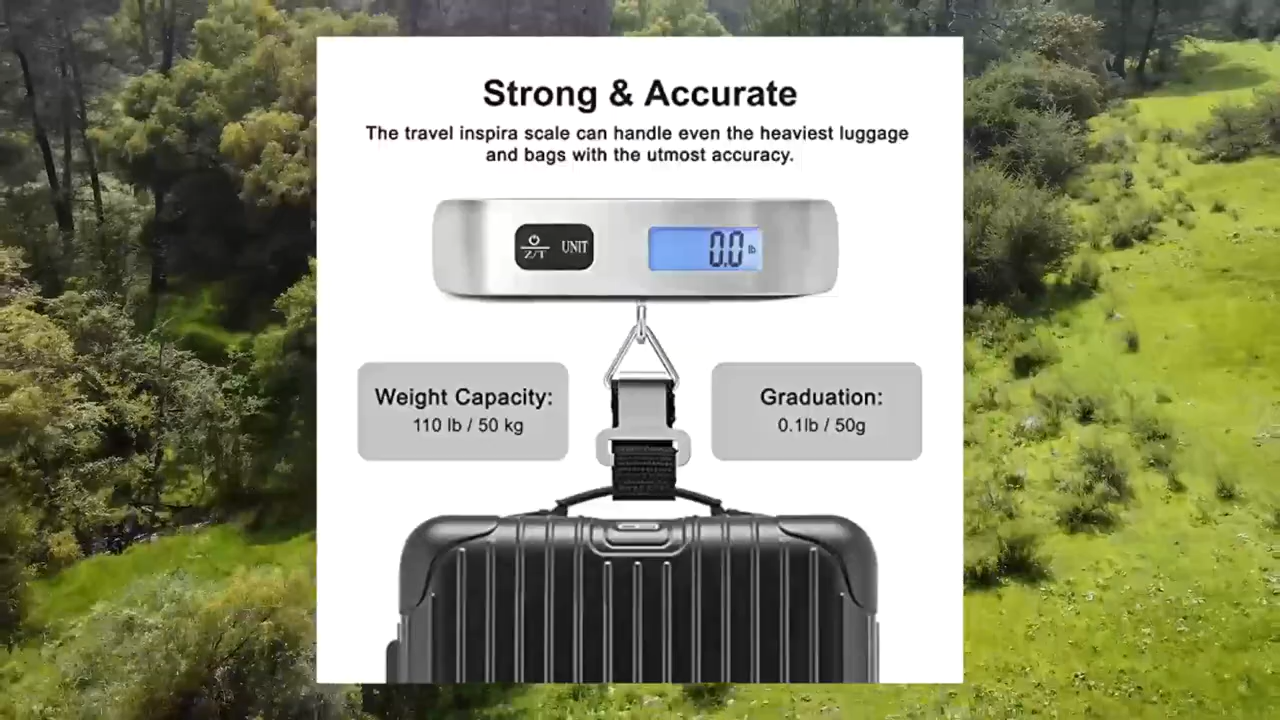 Strong & Accurate
The travel inspira scale can handle even the heaviest luggage
and bags with the utmost accuracy.
Z/T UNIT
0.0 lb
Weight Capacity:
110 lb / 50 kg
Graduation:
0.1lb / 50g